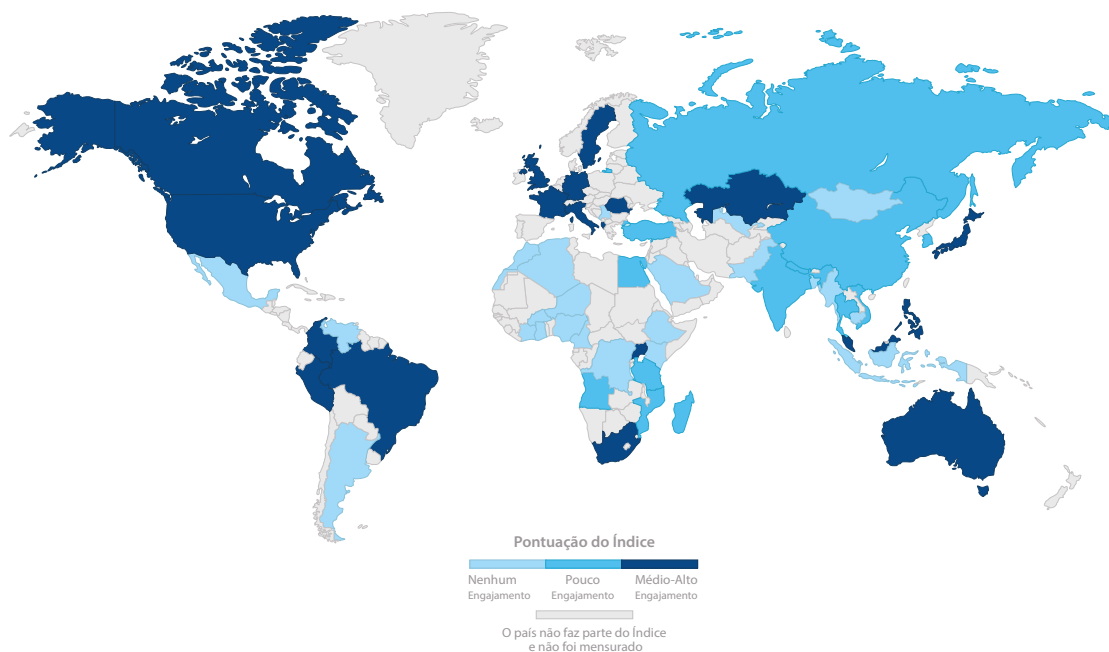 Pontuação do Índice
Nenhum Pouco Médio-Alto
Engajamento Engajamento Engajamento
O país não faz parte do Índice
e não foi mensurado